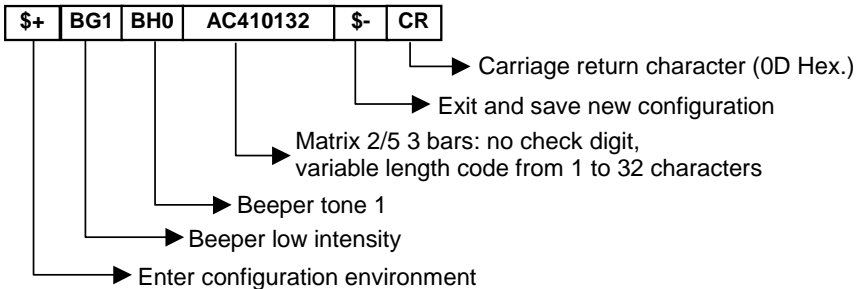 $+ BG1 BH0 AC410132 $- CR
Carriage return character (0D Hex.)
Exit and save new configuration
Matrix 2/5 3 bars: no check digit,
variable length code from 1 to 32 characters
Beeper tone 1
Beeper low intensity
Enter configuration environment